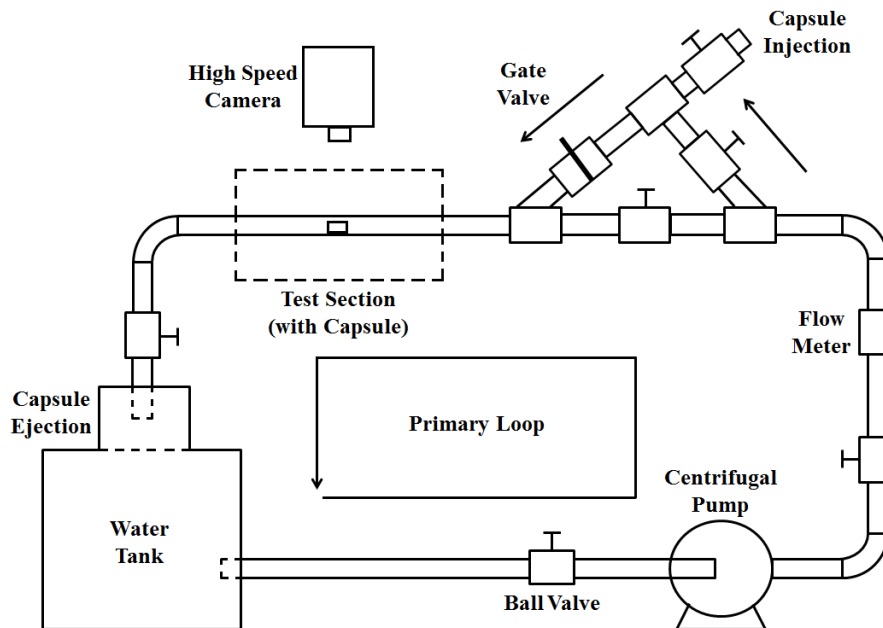 Capsule
Injection
High Speed
Camera
Gate
Valve
Test Section
(with Capsule)
Flow
Meter
Capsule
Ejection
Primary Loop
Centrifugal
Pump
Water
Tank
Ball Valve